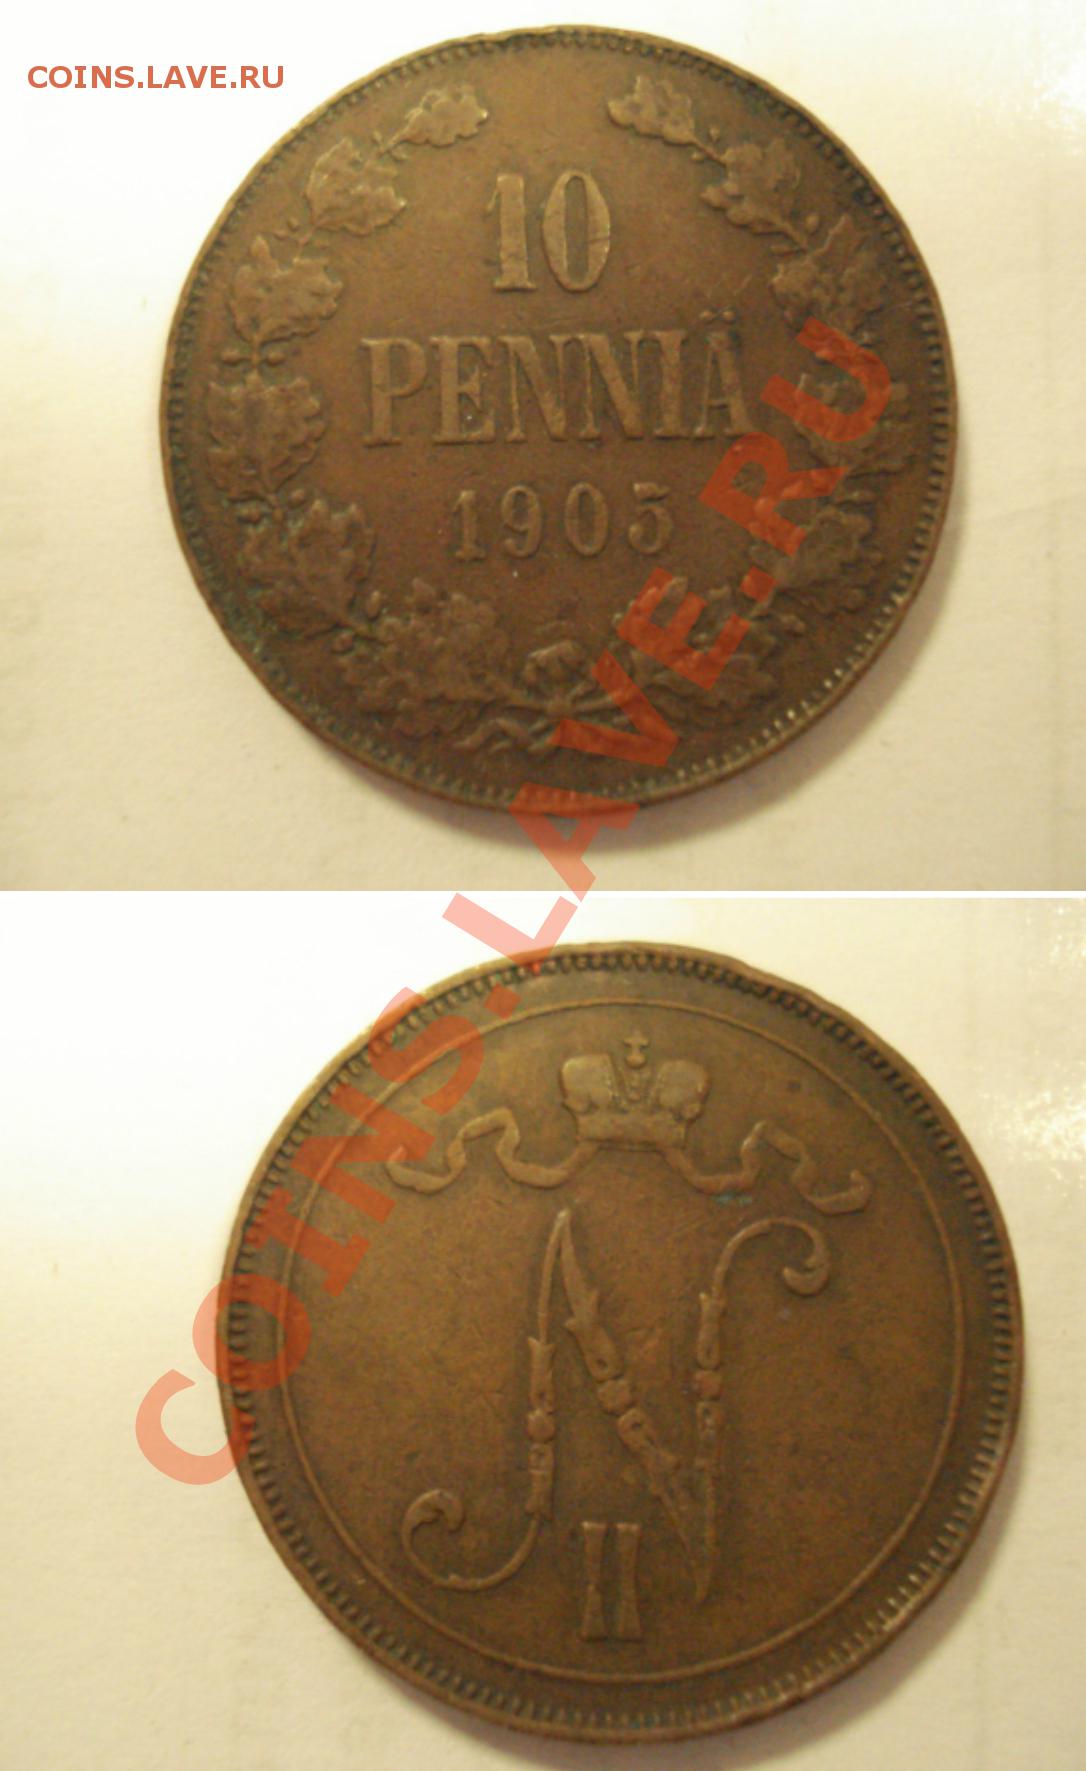 COINS.LAVE.RU
10
PENNIÄ
1905
COINS.LAVE.RU
N
II